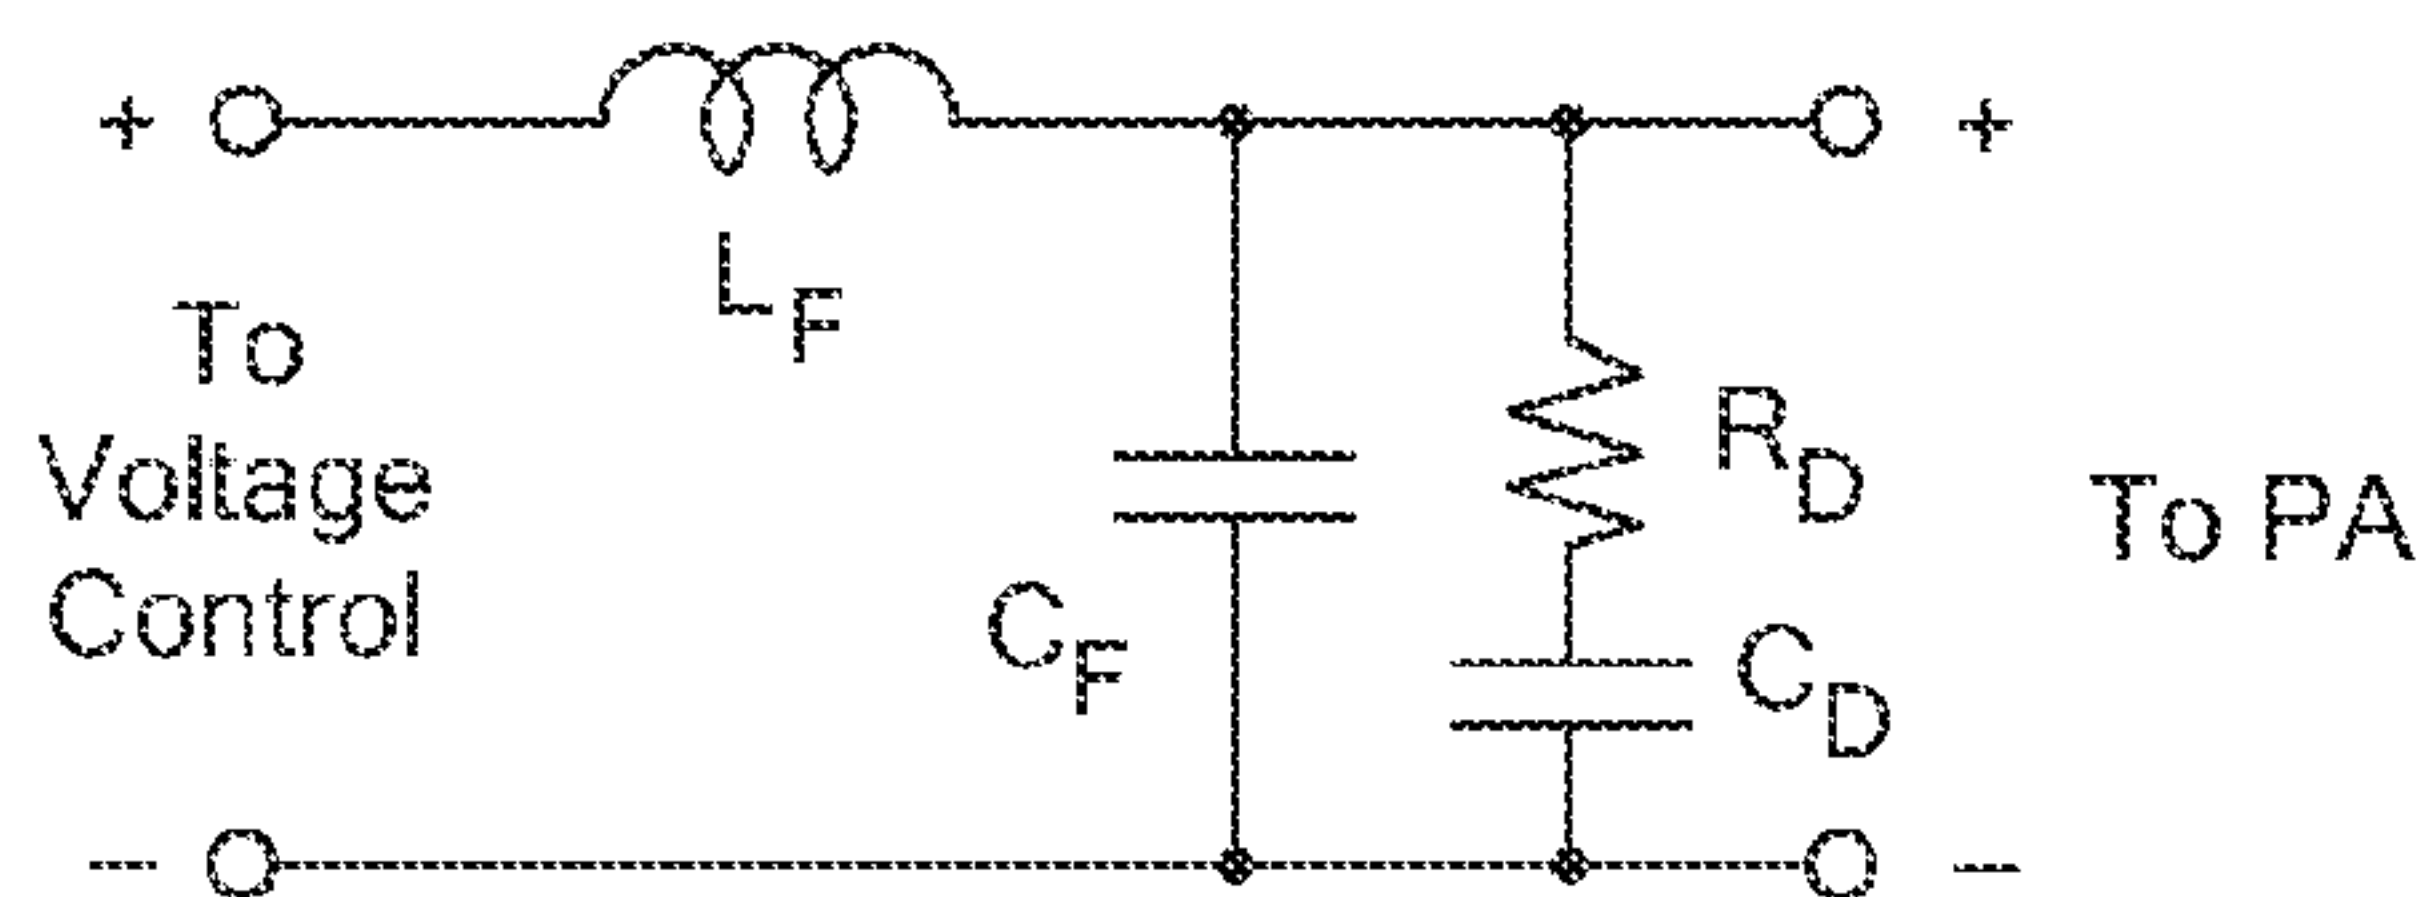 +
+
L_F
To
Voltage
Control
R_D
To PA
C_F
C_D
−
−